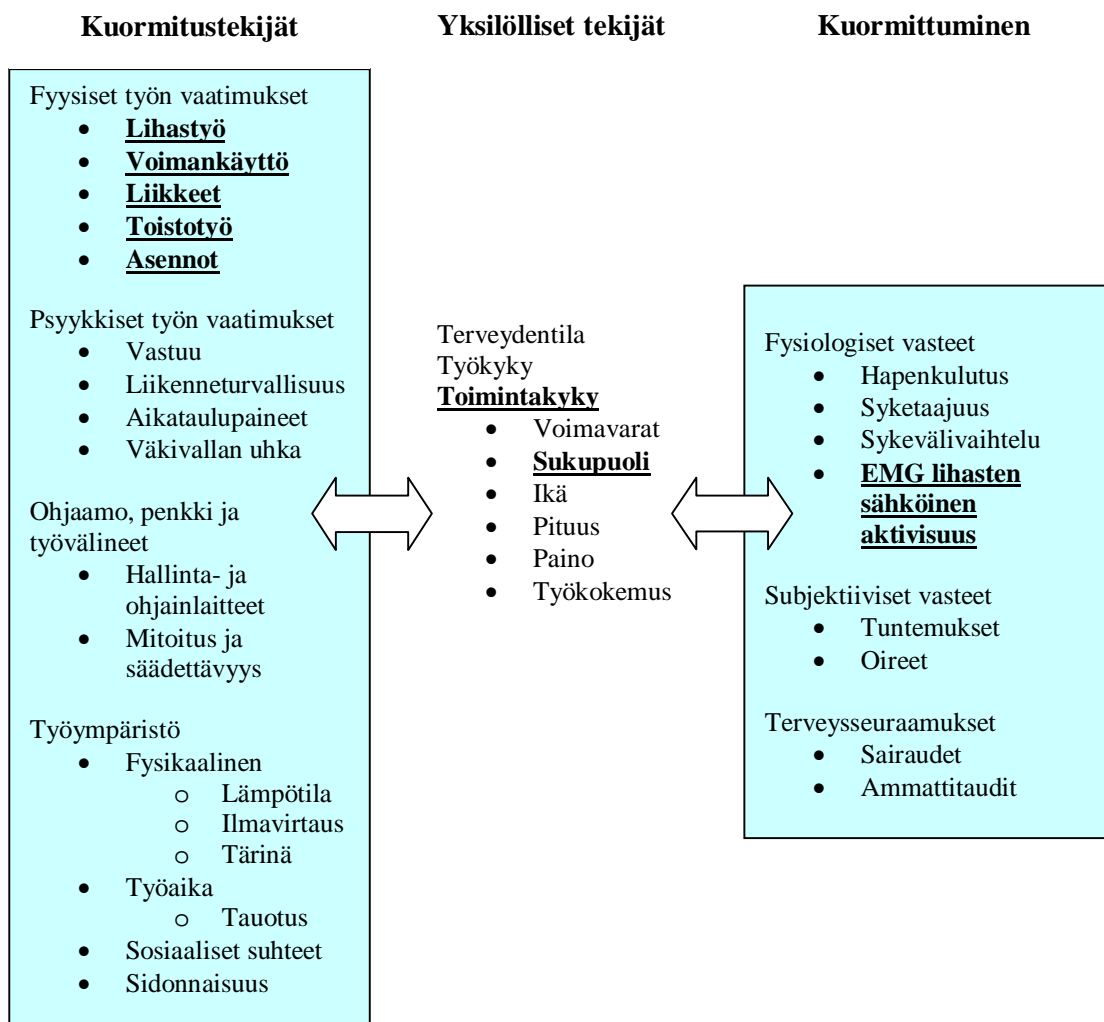 Kuormitustekijät
Fyysiset työn vaatimukset
• Lihastyö
• Voimankäyttö
• Liikkeet
• Toistotyö
• Asennot
Psyykkiset työn vaatimukset
• Vastuu
• Liikenneturvallisuus
• Aikataulupaineet
• Väkivallan uhka
Ohjaamo, penkki ja
työvälineet
• Hallinta- ja
ohjainlaitteet
• Mitoitus ja
säädettävyys
Työympäristö
• Fysikaalinen
o Lämpötila
o Ilmavirtaus
o Tärinä
• Työaika
o Tauotus
• Sosiaaliset suhteet
• Sidonnaisuus
Yksilölliset tekijät
Terveydentila
Työkyky
Toimintakyky
• Voimavarat
• Sukupuoli
• Ikä
• Pituus
• Paino
• Työkokemus
Kuormittuminen
Fysiologiset vasteet
• Hapenkulutus
• Syketaajuus
• Sykevälivaihtelu
• EMG lihasten
sähköinen
aktivisuus
Subjektiiviset vasteet
• Tuntemukset
• Oireet
Terveysseuraamukset
• Sairaudet
• Ammattitaudit